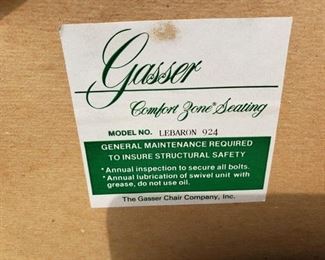 Gasser
Comfort Zone® Seating
MODEL NO. LEBARON 924
GENERAL MAINTENANCE REQUIRED
TO INSURE STRUCTURAL SAFETY
*Annual inspection to secure all bolts.
*Annual lubrication of swivel unit with
grease, do not use oil.
The Gasser Chair Company, Inc.